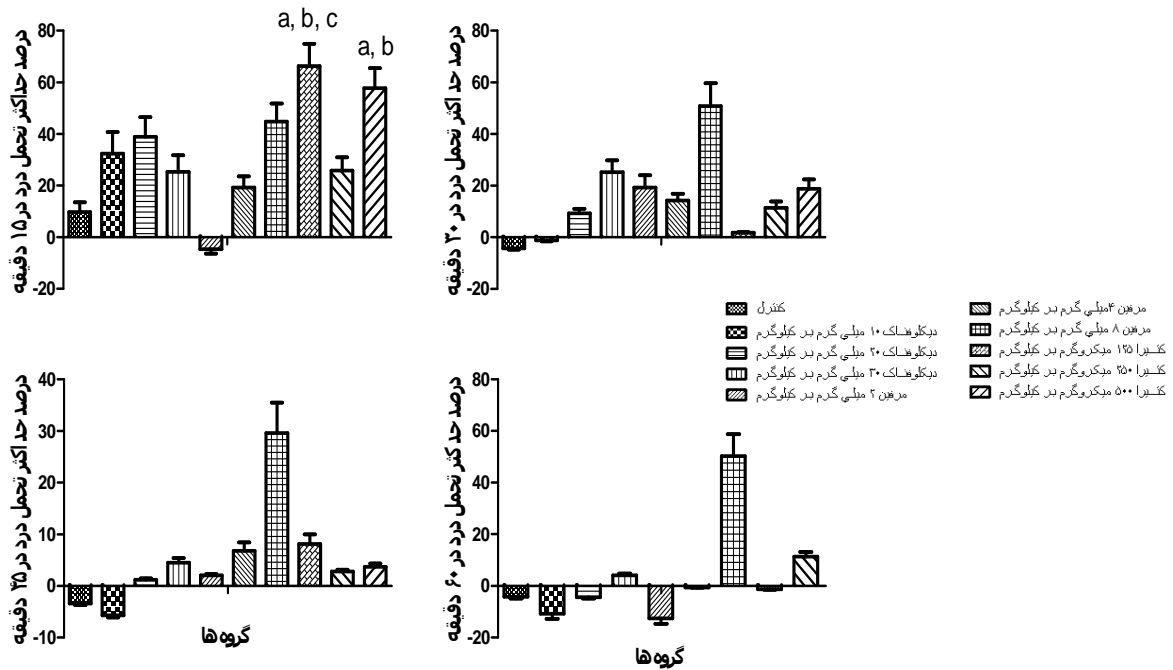 درصد حداکثر تحمل درد در ۱۵ دقیقه
80
60
40
20
0
-20
a, b, c
a, b
درصد حداکثر تحمل درد در ۳۰ دقیقه
80
60
40
20
0
-20
کنترل
دیکلوفناک ۱۰ میلی گرم بر کیلوگرم
دیکلوفناک ۲۰ میلی گرم بر کیلوگرم
دیکلوفناک ۳۰ میلی گرم بر کیلوگرم
مرفین ۲ میلی گرم بر کیلوگرم
مرفین ۴میلی گرم بر کیلوگرم
مرفین ۸ میلی گرم بر کیلوگرم
کتیرا ۱۲۵ میکروگرم بر کیلوگرم
کتیرا ۲۵۰ میکروگرم بر کیلوگرم
کتیرا ۵۰۰ میکروگرم بر کیلوگرم
درصد حداکثر تحمل درد در ۴۵ دقیقه
40
30
20
10
0
-10
گروه ها
درصد حداکثر تحمل درد در ۶۰ دقیقه
80
60
40
20
0
-20
گروه ها